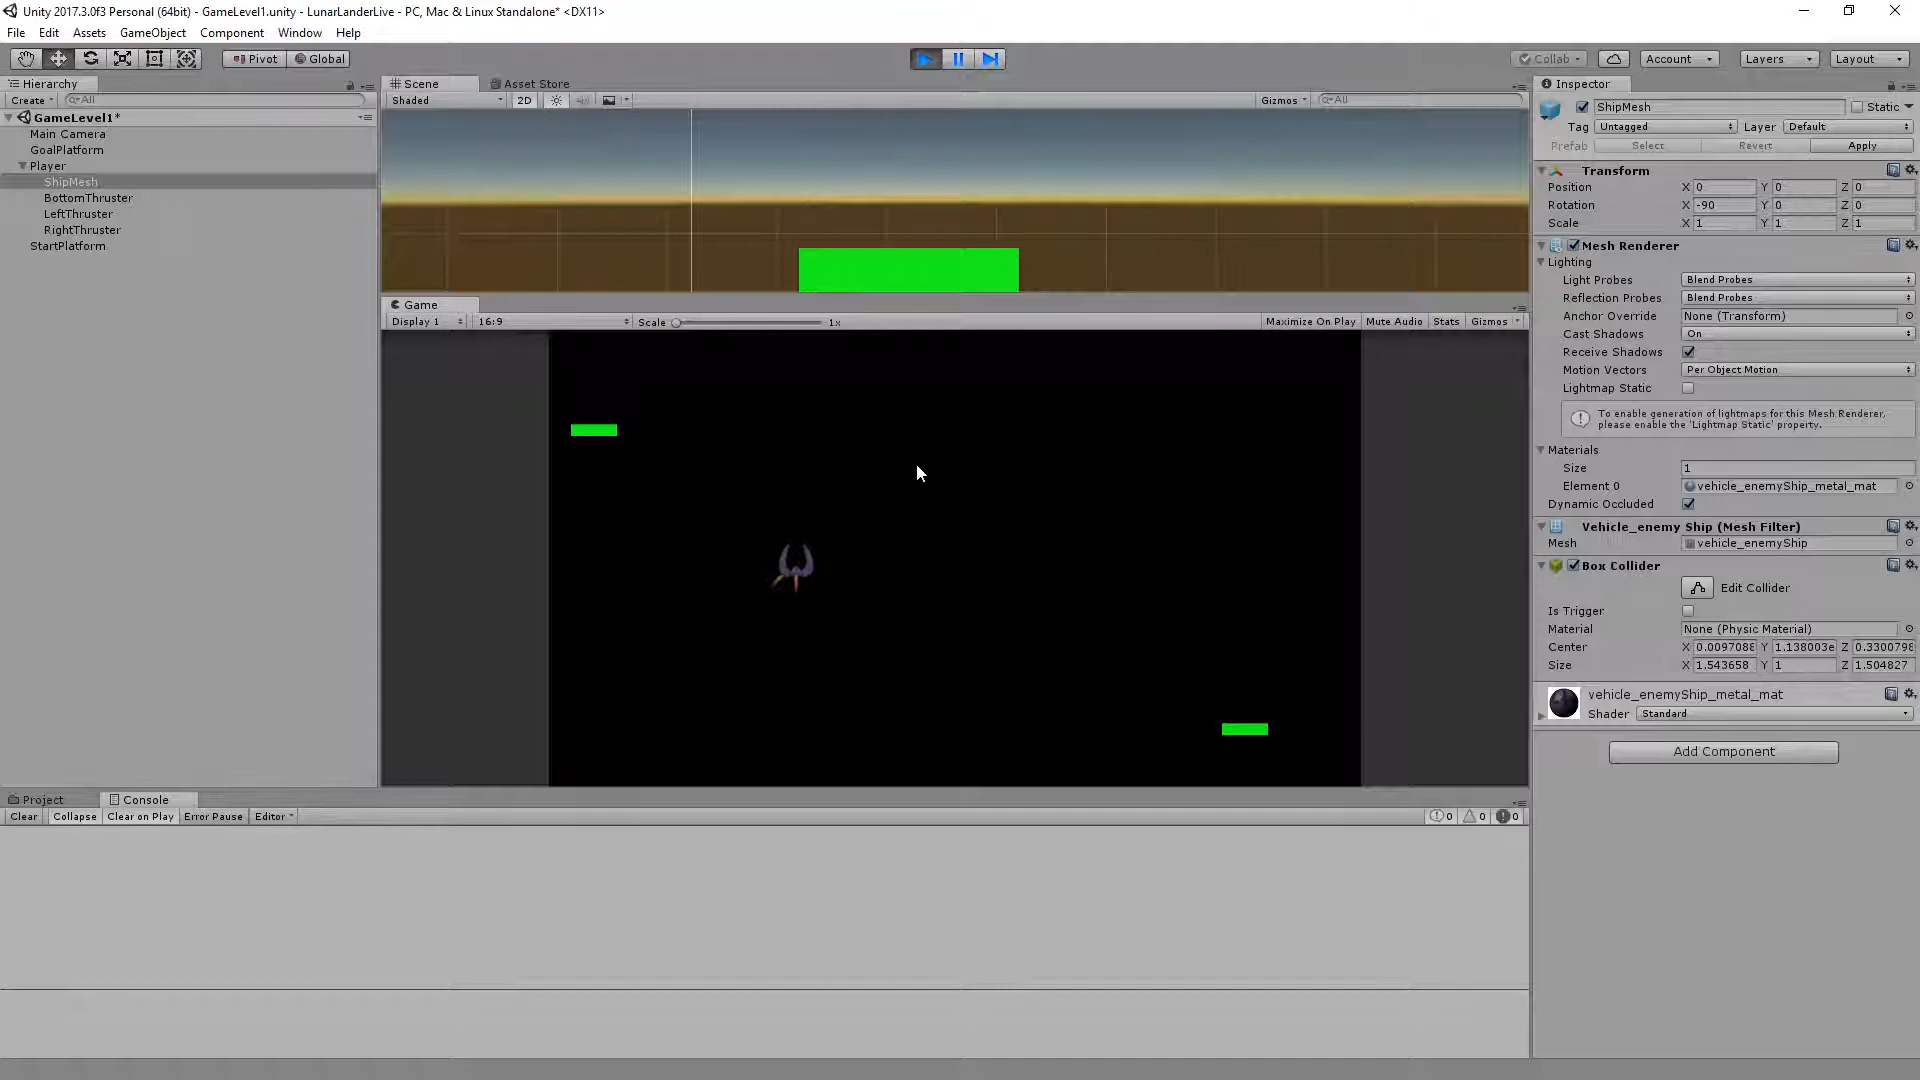 Unity 2017.3.0f3 Personal (64bit) - GameLevel1.unity - LunarLanderLive - PC, Mac & Linux Standalone* <DX11>
File Edit Assets GameObject Component Window Help
Pivot Global Collab Account Layers Layout
Hierarchy
Create All
GameLevel1*
Main Camera
GoalPlatform
Player
ShipMesh
BottomThruster
LeftThruster
RightThruster
StartPlatform
Scene Asset Store
Shaded 2D Gizmos All
Game
Display 1 16:9 Scale 1x Maximize On Play Mute Audio Stats Gizmos
Inspector
ShipMesh Static
Tag Untagged Layer Default
Prefab Select Revert Apply
Transform
Position X 0 Y 0 Z 0
Rotation X -90 Y 0 Z 0
Scale X 1 Y 1 Z 1
Mesh Renderer
Lighting
Light Probes Blend Probes
Reflection Probes Blend Probes
Anchor Override None (Transform)
Cast Shadows On
Receive Shadows
Motion Vectors Per Object Motion
Lightmap Static
To enable generation of lightmaps for this Mesh Renderer,
please enable the 'Lightmap Static' property.
Materials
Size 1
Element 0 vehicle_enemyShip_metal_mat
Dynamic Occluded
Vehicle_enemy Ship (Mesh Filter)
Mesh vehicle_enemyShip
Box Collider
Edit Collider
Is Trigger
Material None (Physic Material)
Center X 0.0097088 Y 1.138003e Z 0.3300798
Size X 1.543658 Y 1 Z 1.504827
vehicle_enemyShip_metal_mat
Shader Standard
Add Component
Project Console
Clear Collapse Clear on Play Error Pause Editor 0 0 0